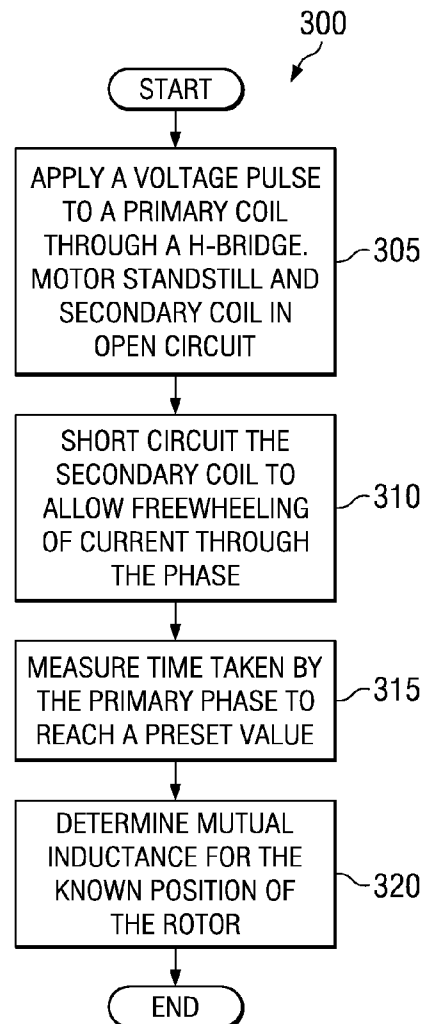 300
START
APPLY A VOLTAGE PULSE
TO A PRIMARY COIL
THROUGH A H-BRIDGE.
MOTOR STANDSTILL AND
SECONDARY COIL IN
OPEN CIRCUIT
305
SHORT CIRCUIT THE
SECONDARY COIL TO
ALLOW FREEWHEELING
OF CURRENT THROUGH
THE PHASE
310
MEASURE TIME TAKEN BY
THE PRIMARY PHASE TO
REACH A PRESET VALUE
315
DETERMINE MUTUAL
INDUCTANCE FOR THE
KNOWN POSITION OF
THE ROTOR
320
END